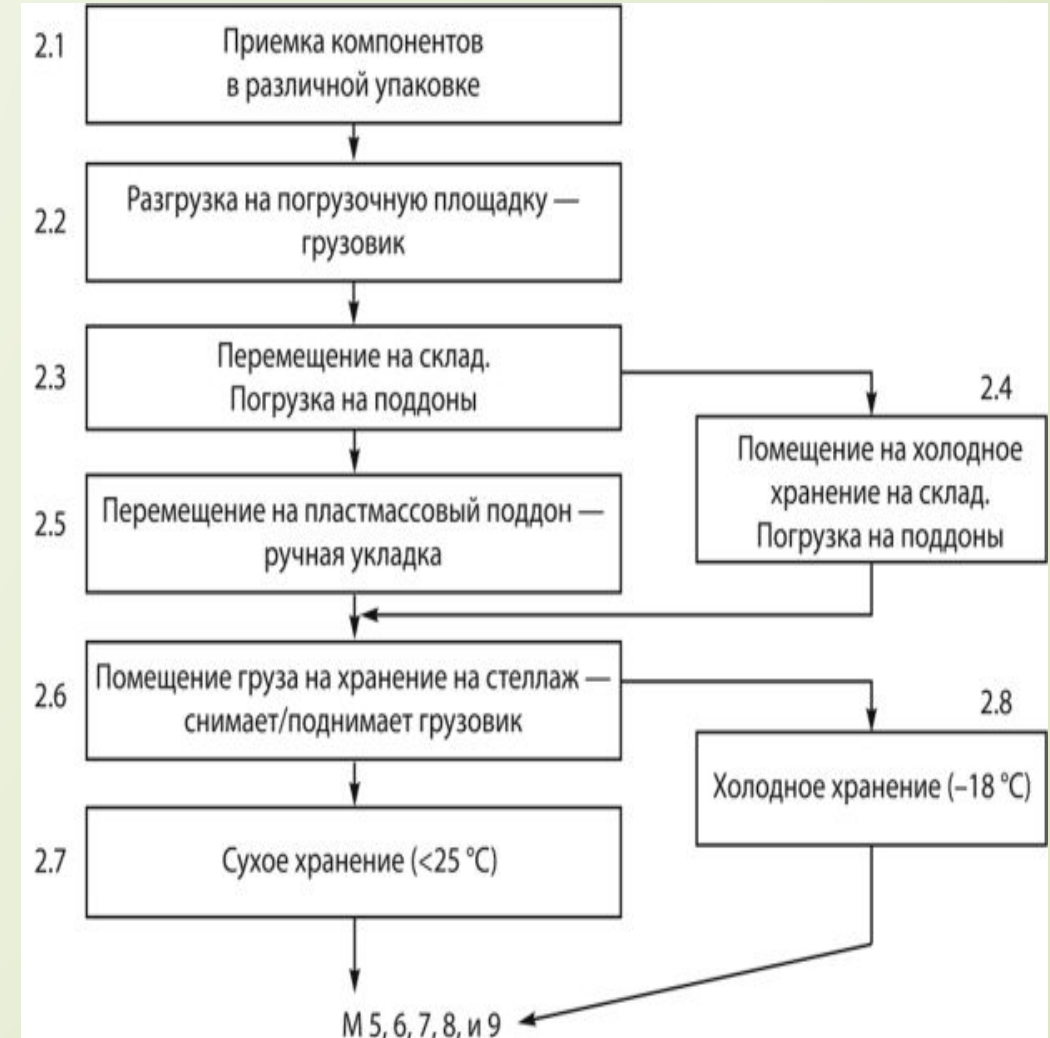 2.1
Приемка компонентов
в различной упаковке
2.2
Разгрузка на погрузочную площадку —
грузовик
2.3
Перемещение на склад.
Погрузка на поддоны
2.4
Помещение на холодное
хранение на склад.
Погрузка на поддоны
2.5
Перемещение на пластмассовый поддон —
ручная укладка
2.6
Помещение груза на хранение на стеллаж —
снимает/поднимает грузовик
2.8
Холодное хранение (–18 °C)
2.7
Сухое хранение (<25 °C)
М 5, 6, 7, 8, и 9